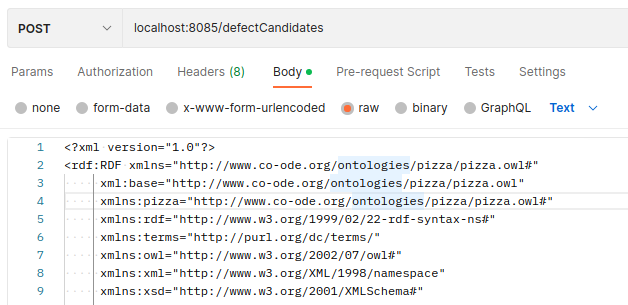 POST localhost:8085/defectCandidates
Params Authorization Headers (8) Body Pre-request Script Tests Settings
none form-data x-www-form-urlencoded raw binary GraphQL Text
1 <?xml version="1.0"?>
2 <rdf:RDF xmlns="http://www.co-ode.org/ontologies/pizza/pizza.owl#"
3 xml:base="http://www.co-ode.org/ontologies/pizza/pizza.owl"
4 xmlns:pizza="http://www.co-ode.org/ontologies/pizza/pizza.owl#"
5 xmlns:rdf="http://www.w3.org/1999/02/22-rdf-syntax-ns#"
6 xmlns:terms="http://purl.org/dc/terms/"
7 xmlns:owl="http://www.w3.org/2002/07/owl#"
8 xmlns:xml="http://www.w3.org/XML/1998/namespace"
9 xmlns:xsd="http://www.w3.org/2001/XMLSchema#"